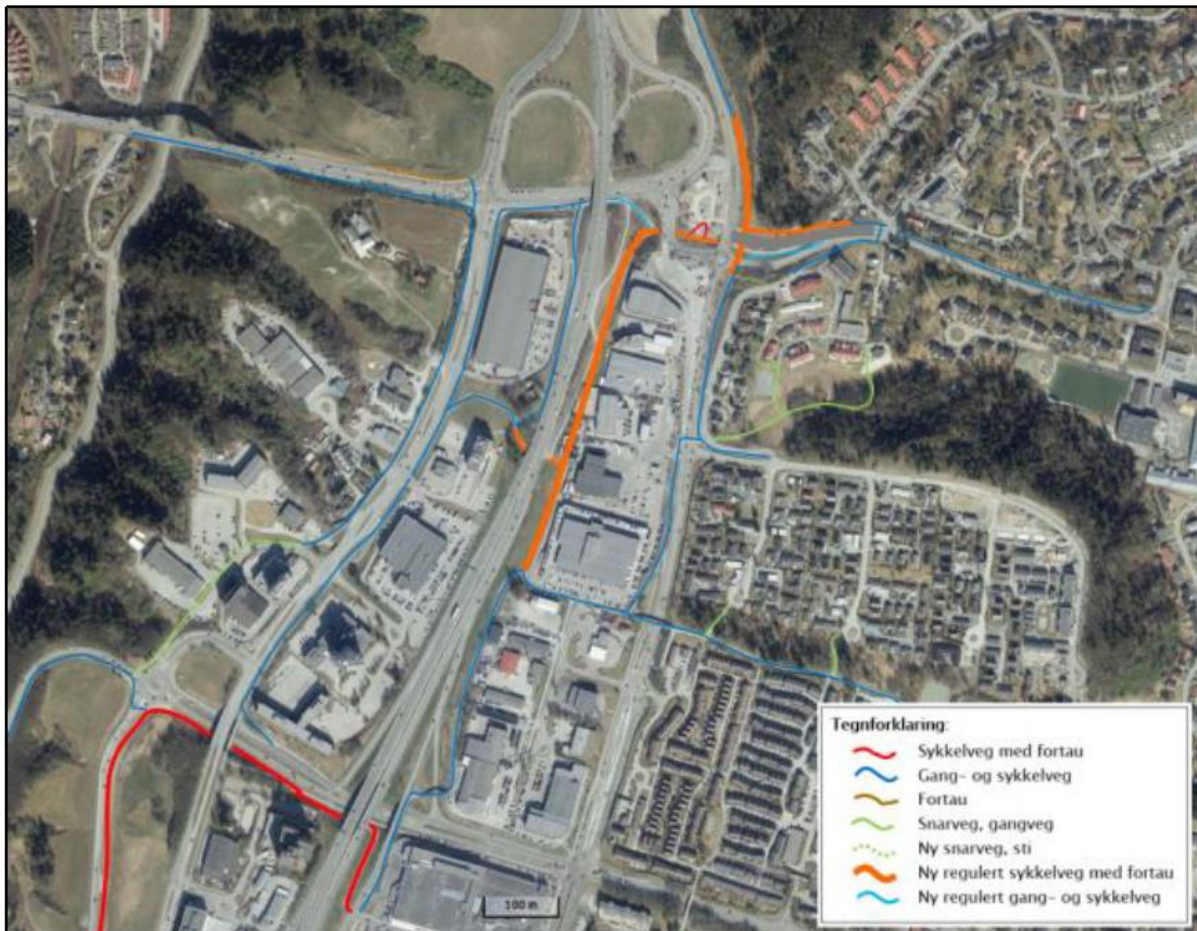 Tegnforklaring:
Sykkelveg med fortau
Gang- og sykkelveg
Fortau
Snarveg, gangveg
Ny snarveg, sti
Ny regulert sykkelveg med fortau
Ny regulert gang- og sykkelveg
100 m